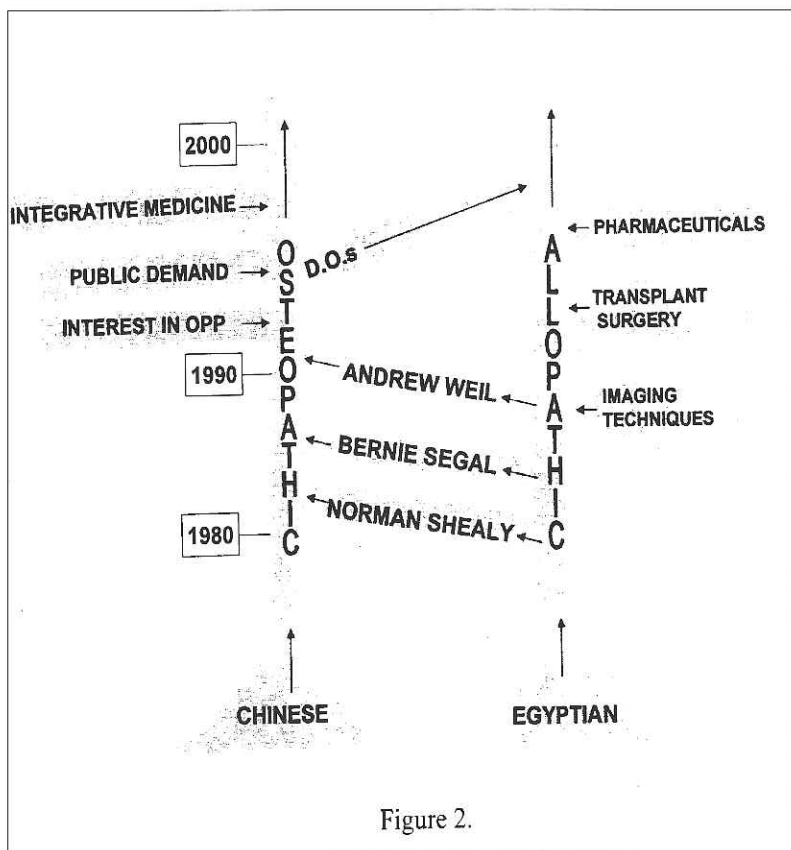 2000
INTEGRATIVE MEDICINE
D.O.s
PHARMACEUTICALS
PUBLIC DEMAND
TRANSPLANT
SURGERY
INTEREST IN OPP
1990
ANDREW WEIL
IMAGING
TECHNIQUES
BERNIE SEGAL
NORMAN SHEALY
1980
OSTEOPATHIC
ALLOPATHIC
CHINESE
EGYPTIAN
Figure 2.